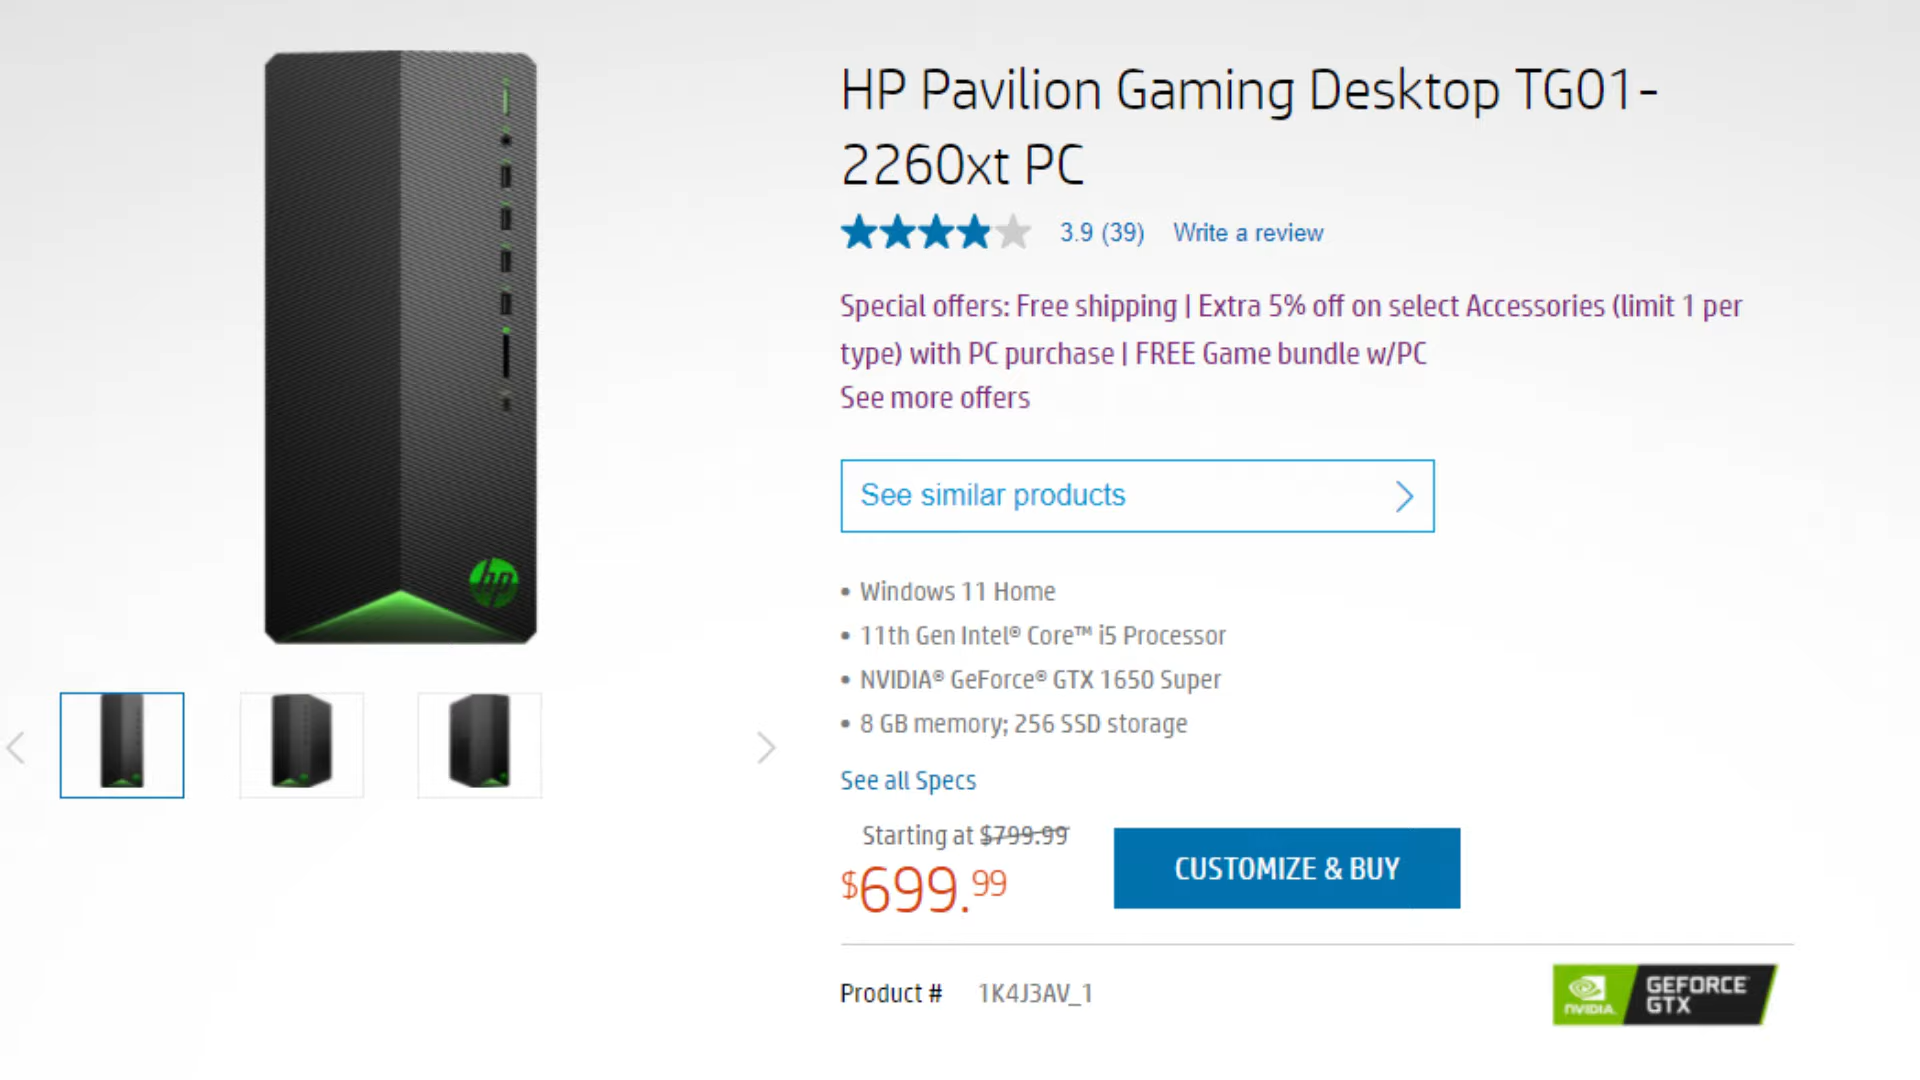 HP Pavilion Gaming Desktop TG01-
2260xt PC
3.9 (39) Write a review
Special offers: Free shipping | Extra 5% off on select Accessories (limit 1 per
type) with PC purchase | FREE Game bundle w/PC
See more offers
See similar products
hp
• Windows 11 Home
• 11th Gen Intel® Core™ i5 Processor
• NVIDIA® GeForce® GTX 1650 Super
• 8 GB memory; 256 SSD storage
See all Specs
Starting at $799.99
$699.99
CUSTOMIZE & BUY
Product # 1K4J3AV_1
NVIDIA
GEFORCE
GTX